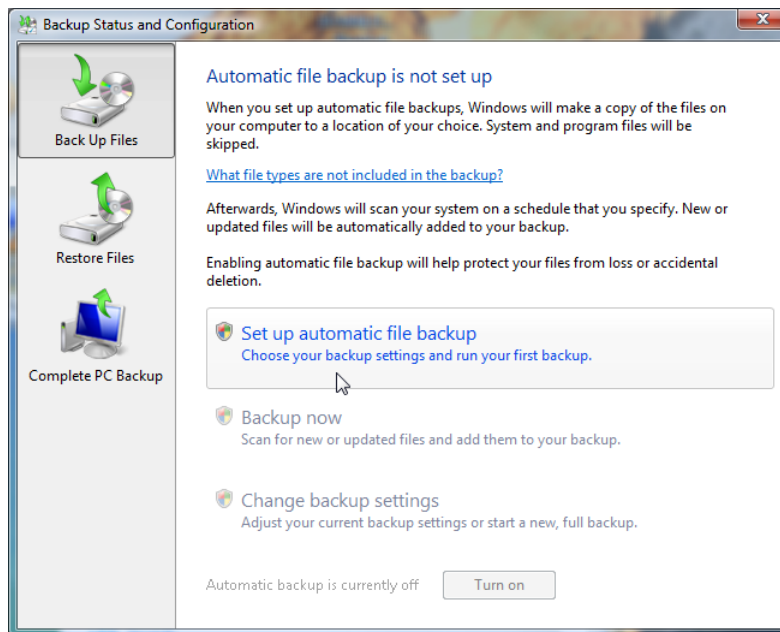 Backup Status and Configuration
Back Up Files
Restore Files
Complete PC Backup
Automatic file backup is not set up
When you set up automatic file backups, Windows will make a copy of the files on
your computer to a location of your choice. System and program files will be
skipped.
What file types are not included in the backup?
Afterwards, Windows will scan your system on a schedule that you specify. New or
updated files will be automatically added to your backup.
Enabling automatic file backup will help protect your files from loss or accidental
deletion.
Set up automatic file backup
Choose your backup settings and run your first backup.
Backup now
Scan for new or updated files and add them to your backup.
Change backup settings
Adjust your current backup settings or start a new, full backup.
Automatic backup is currently off
Turn on